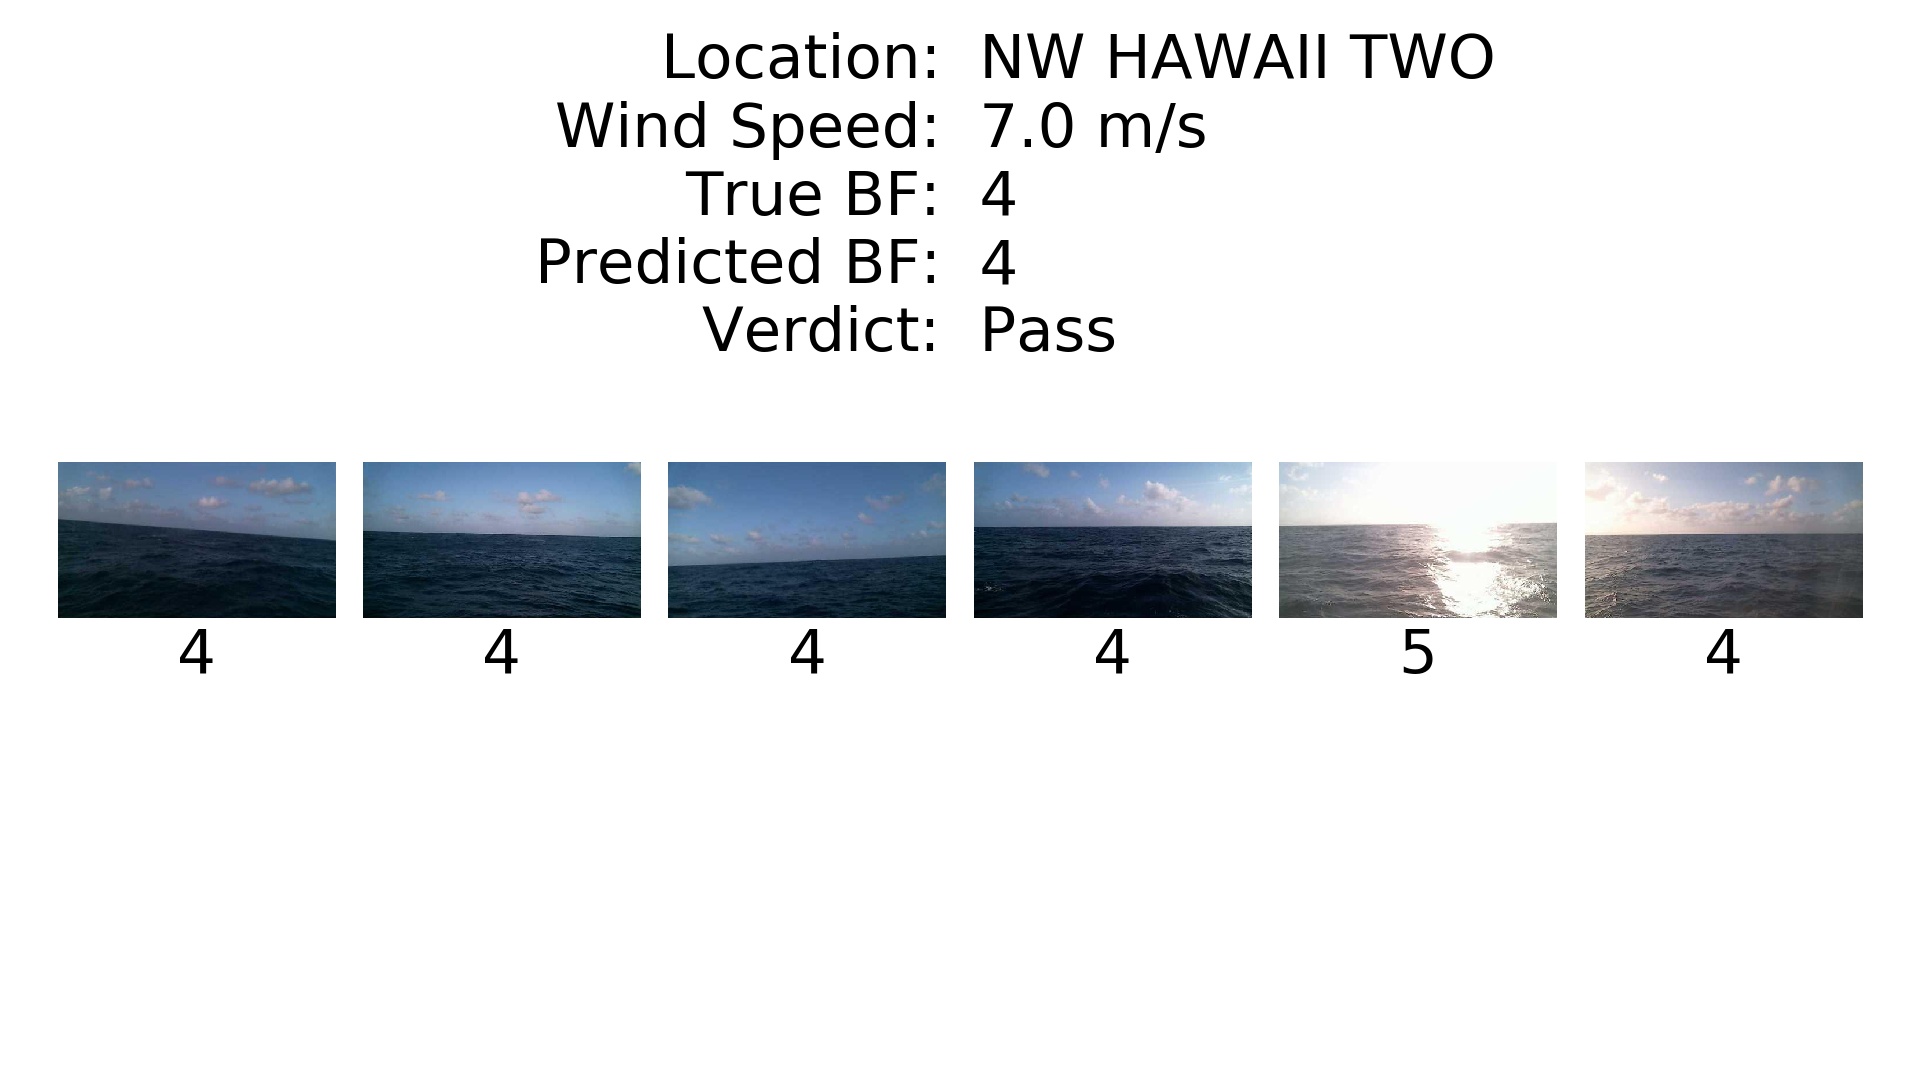 Location: NW HAWAII TWO
Wind Speed: 7.0 m/s
True BF: 4
Predicted BF: 4
Verdict: Pass
4 4 4 4 5 4